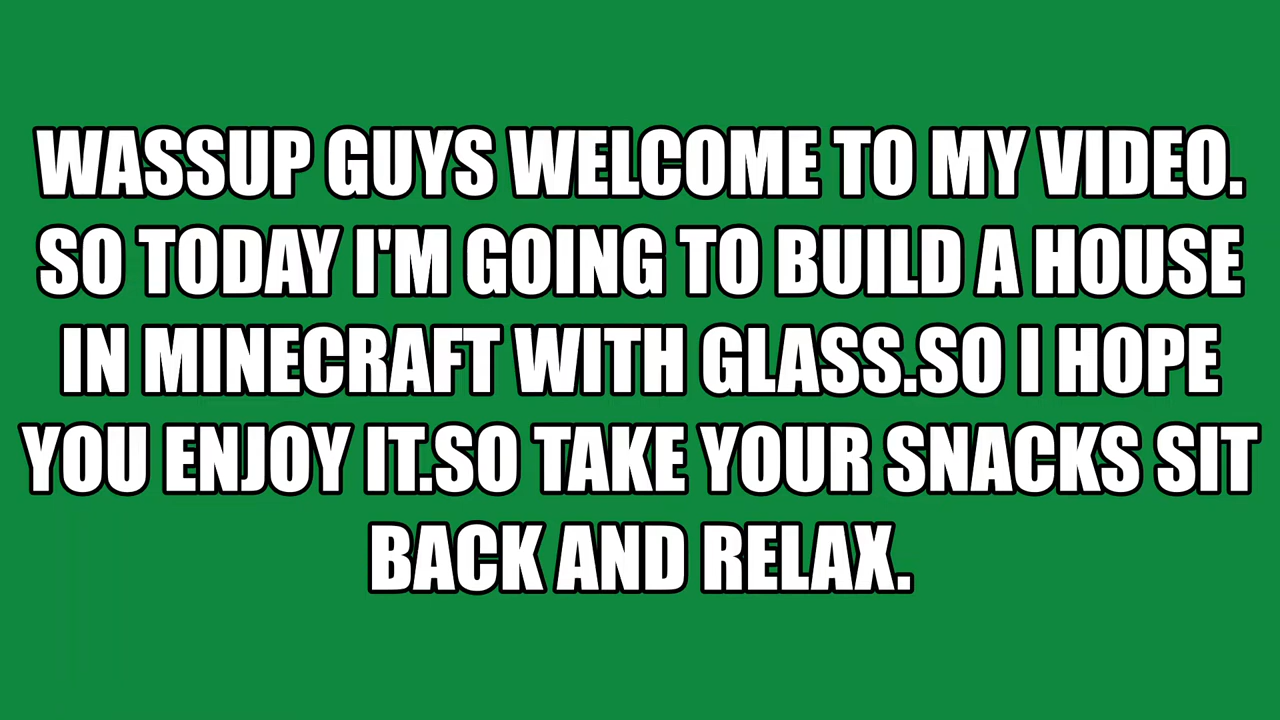 WASSUP GUYS WELCOME TO MY VIDEO.
SO TODAY I'M GOING TO BUILD A HOUSE
IN MINECRAFT WITH GLASS.SO I HOPE
YOU ENJOY IT.SO TAKE YOUR SNACKS SIT
BACK AND RELAX.